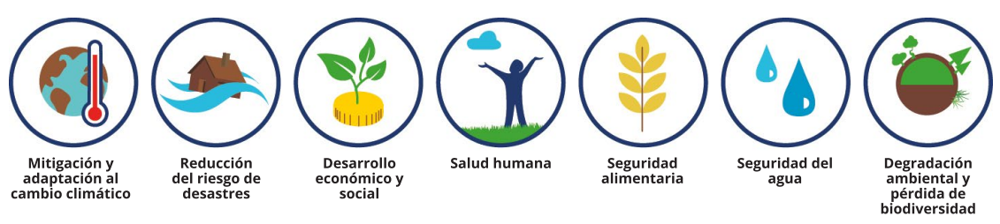 Mitigación y
adaptación al
cambio climático
Reducción
del riesgo de
desastres
Desarrollo
económico y
social
Salud humana
Seguridad
alimentaria
Seguridad del
agua
Degradación
ambiental y
pérdida de
biodiversidad